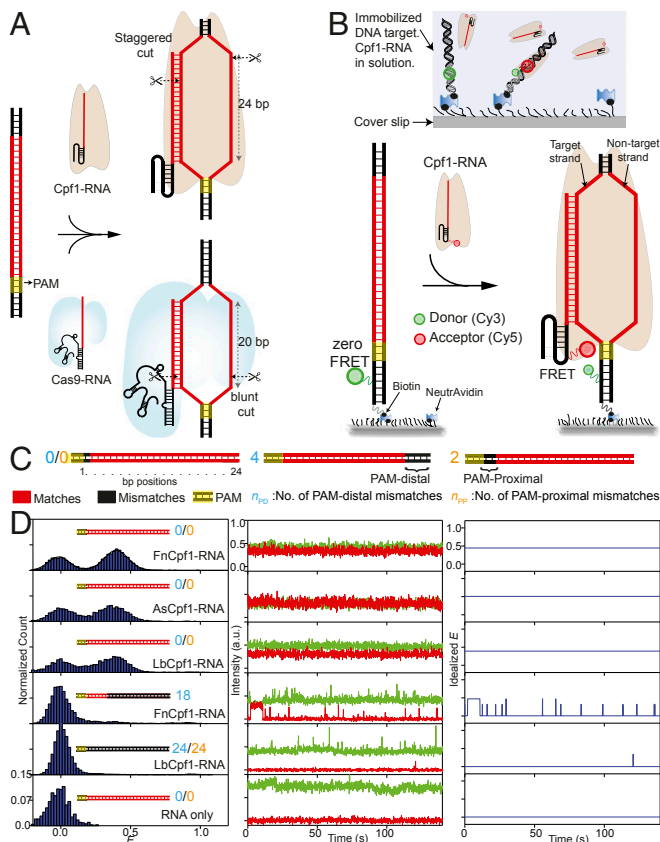 A
Staggered
cut
24 bp
Cpf1-RNA
PAM
20 bp
Cas9-RNA
blunt
cut
B
Immobilized
DNA target.
Cpf1-RNA
in solution.
Cover slip
Cpf1-RNA
Target
strand
Non-target
strand
Donor (Cy3)
Acceptor (Cy5)
zero
FRET
FRET
Biotin
NeutrAvidin
C
0/0
4
2
1
24
bp positions
PAM-distal
PAM-Proximal
Matches
Mismatches
PAM
nPD :No. of PAM-distal mismatches
nPP :No. of PAM-proximal mismatches
D
0/0
FnCpf1-RNA
0/0
AsCpf1-RNA
0/0
LbCpf1-RNA
18
FnCpf1-RNA
24/24
LbCpf1-RNA
0/0
RNA only
Normalized Count
0.15
0.07
0.0
0.0 0.5 1.0
E
1.0
0.5
0.0
Intensity (a.u.)
0 50 100
Time (s)
1.0
0.5
0.0
Idealized E
0 50 100
Time (s)